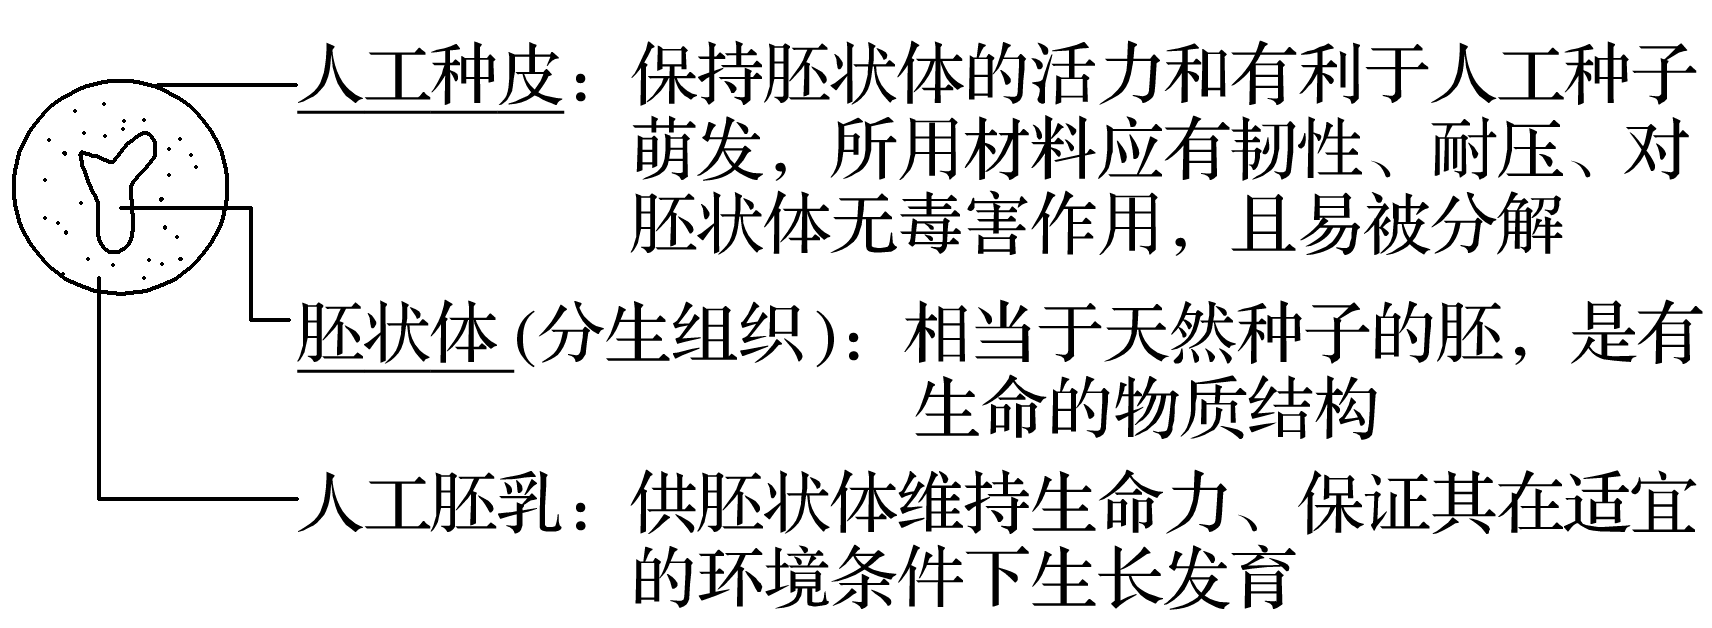 人工种皮：保持胚状体的活力和有利于人工种子
萌发，所用材料应有韧性、耐压、对
胚状体无毒害作用，且易被分解
胚状体(分生组织)：相当于天然种子的胚，是有
生命的物质结构
人工胚乳：供胚状体维持生命力、保证其在适宜
的环境条件下生长发育